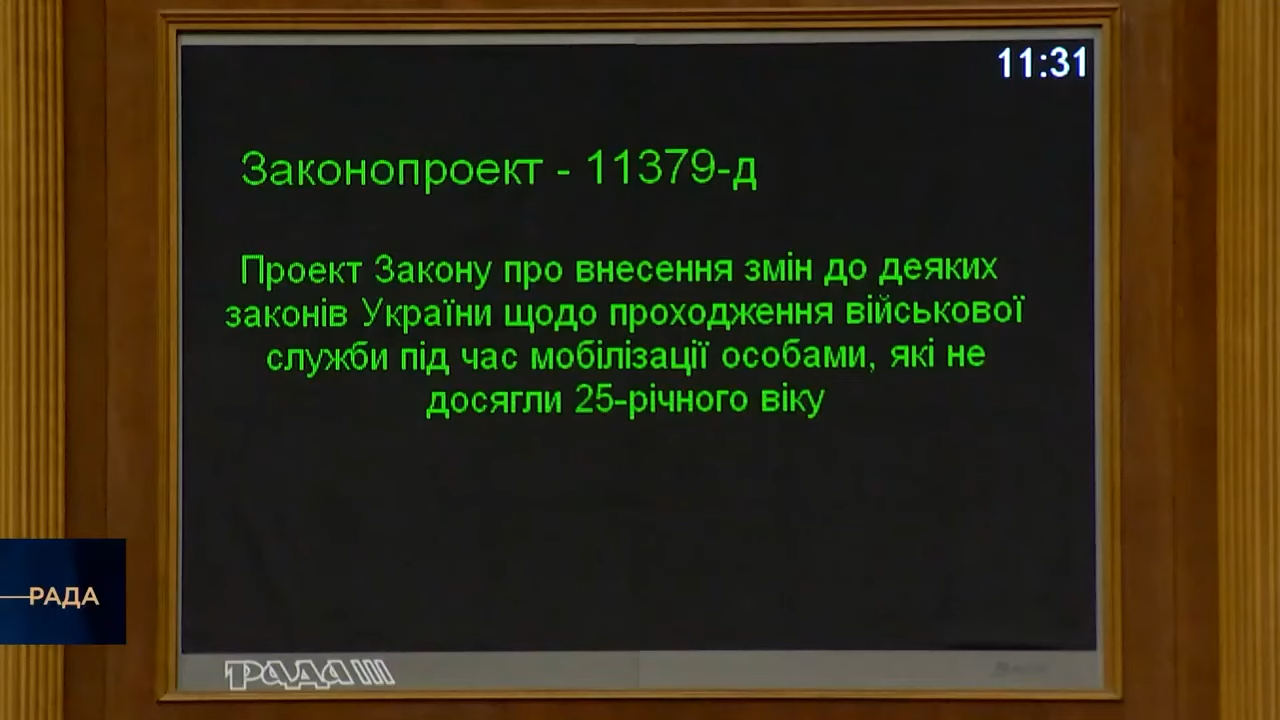 11:31
Законопроект - 11379-д
Проект Закону про внесення змін до деяких
законів України щодо проходження військової
служби під час мобілізації особами, які не
досягли 25-річного віку
РАДА
РАДА III